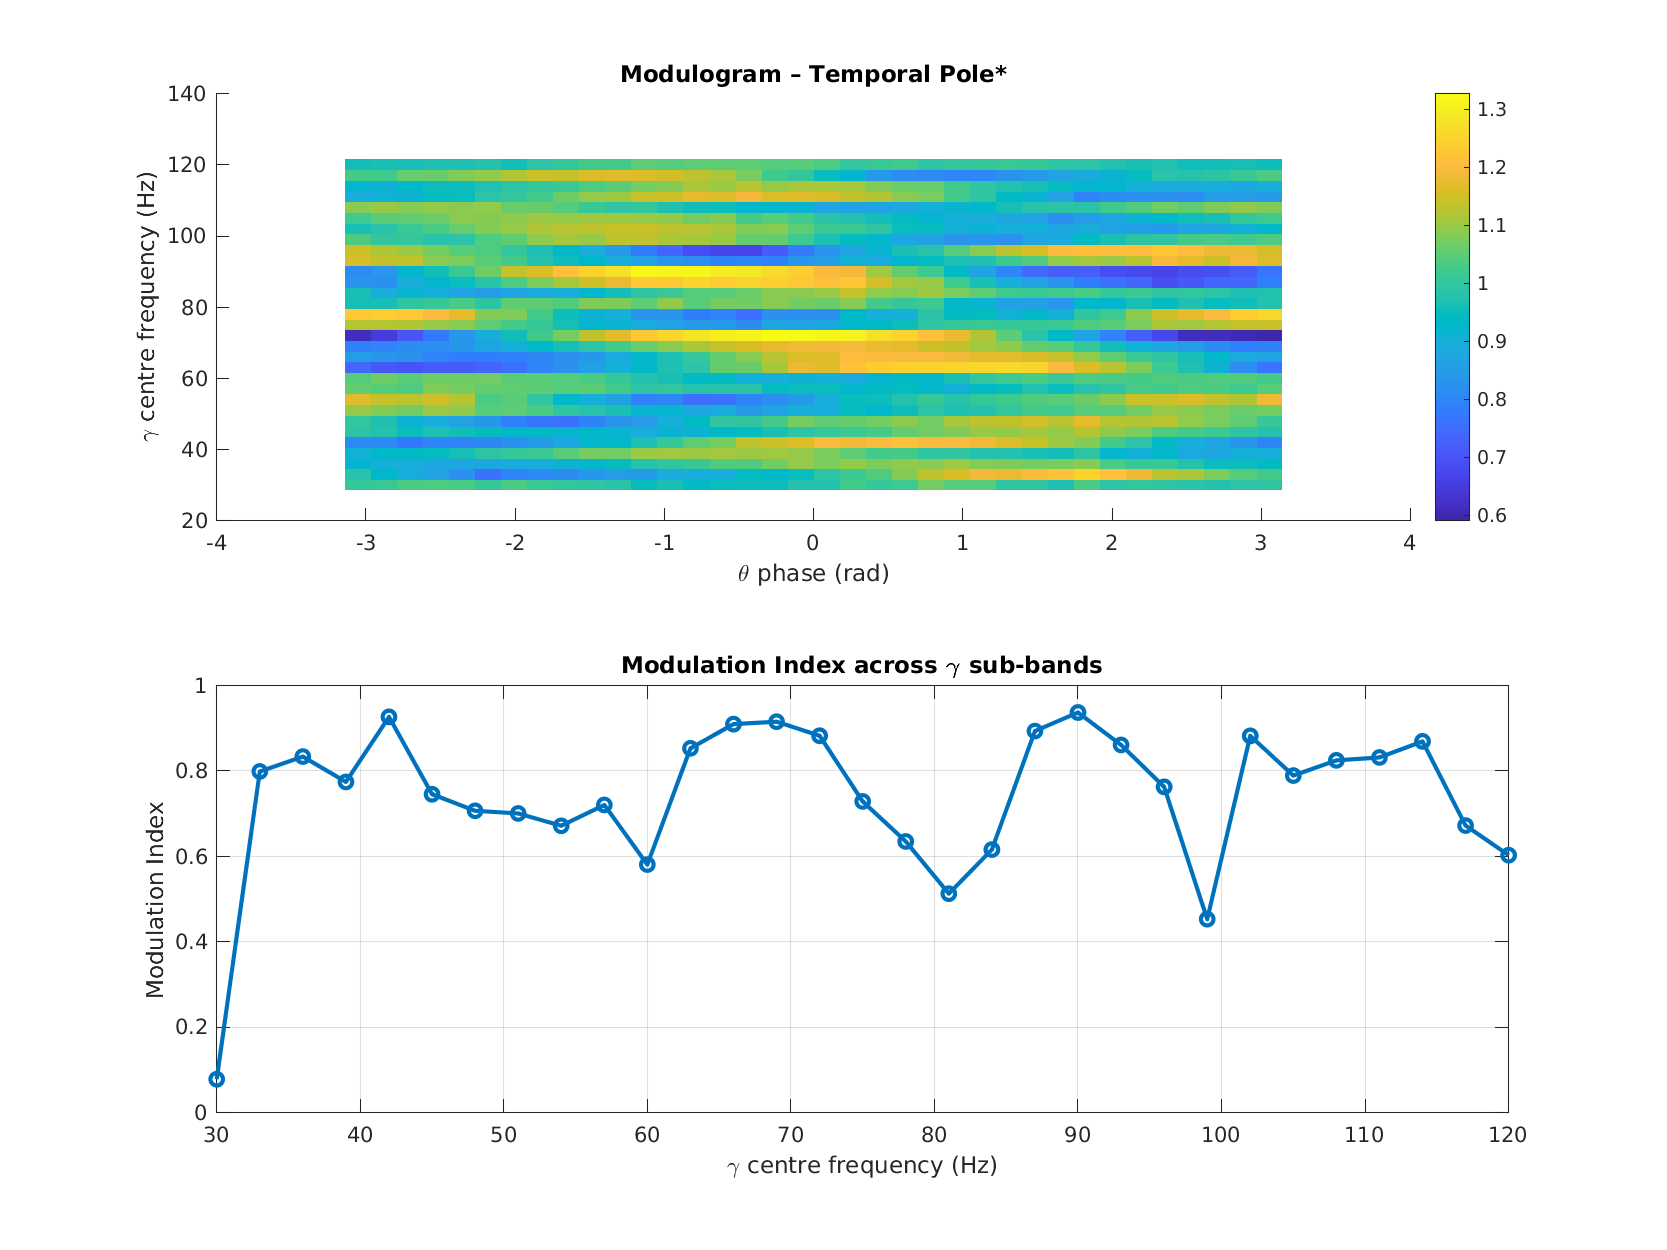 Modulogram – Temporal Pole*
γ centre frequency (Hz)
140
120
100
80
60
40
20
-4 -3 -2 -1 0 1 2 3 4
θ phase (rad)
1.3
1.2
1.1
1
0.9
0.8
0.7
0.6
Modulation Index across γ sub-bands
Modulation Index
1
0.8
0.6
0.4
0.2
0
30 40 50 60 70 80 90 100 110 120
γ centre frequency (Hz)